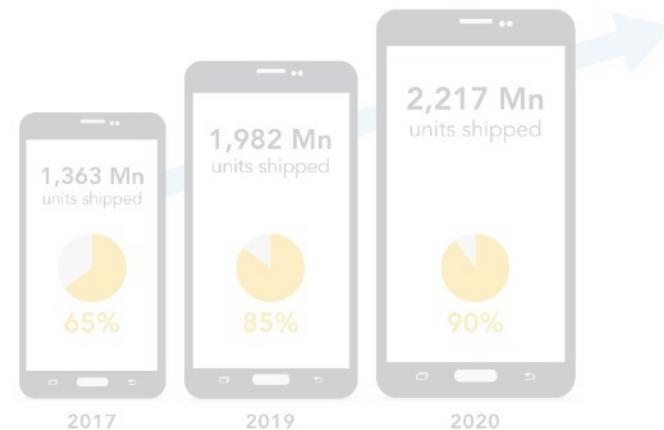 1,363 Mn
units shipped
65%
2017
1,982 Mn
units shipped
85%
2019
2,217 Mn
units shipped
90%
2020